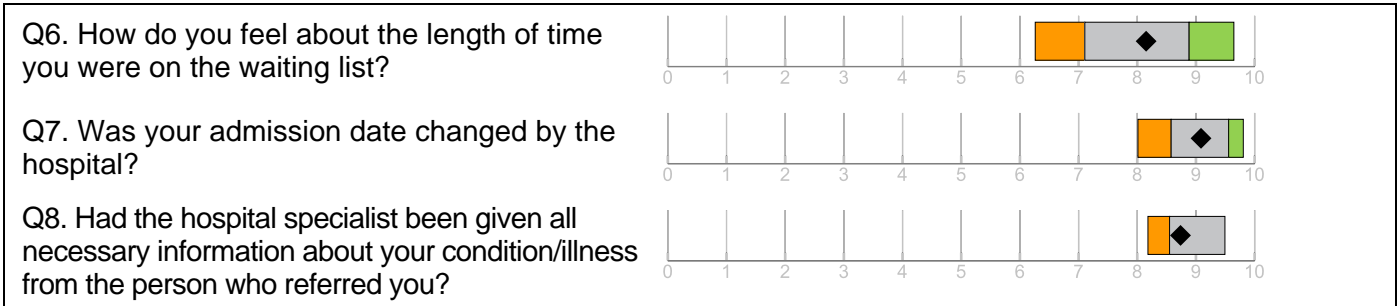 Q6. How do you feel about the length of time
you were on the waiting list?
0 1 2 3 4 5 6 7 8 9 10
Q7. Was your admission date changed by the
hospital?
0 1 2 3 4 5 6 7 8 9 10
Q8. Had the hospital specialist been given all
necessary information about your condition/illness
from the person who referred you?
0 1 2 3 4 5 6 7 8 9 10